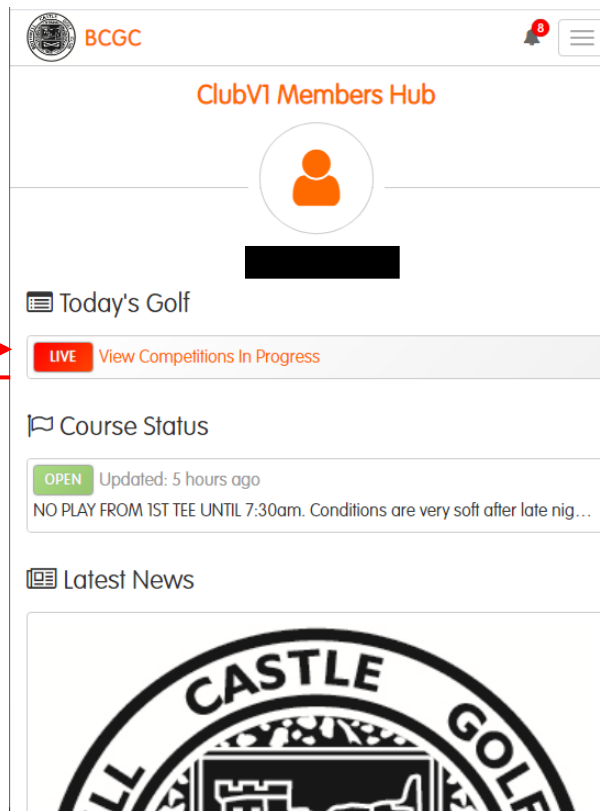 BCGC
8
ClubV1 Members Hub
Today's Golf
LIVE View Competitions In Progress
Course Status
OPEN Updated: 5 hours ago
NO PLAY FROM 1ST TEE UNTIL 7:30am. Conditions are very soft after late nig...
Latest News
CASTLE